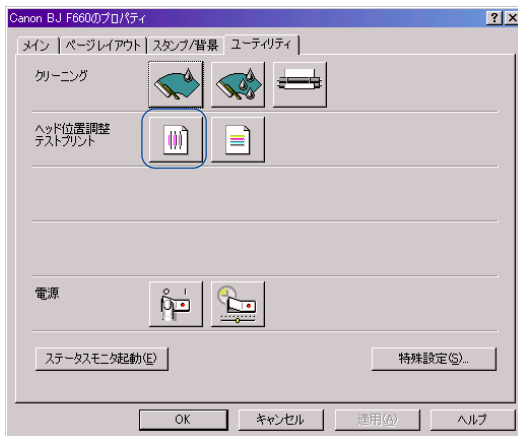 Canon BJ F660のプロパティ
メイン ページレイアウト スタンプ/背景 ユーティリティ
クリーニング
ヘッド位置調整
テストプリント
電源
ステータスモニタ起動(E) 特殊設定(S)...
OK キャンセル 適用(A) ヘルプ